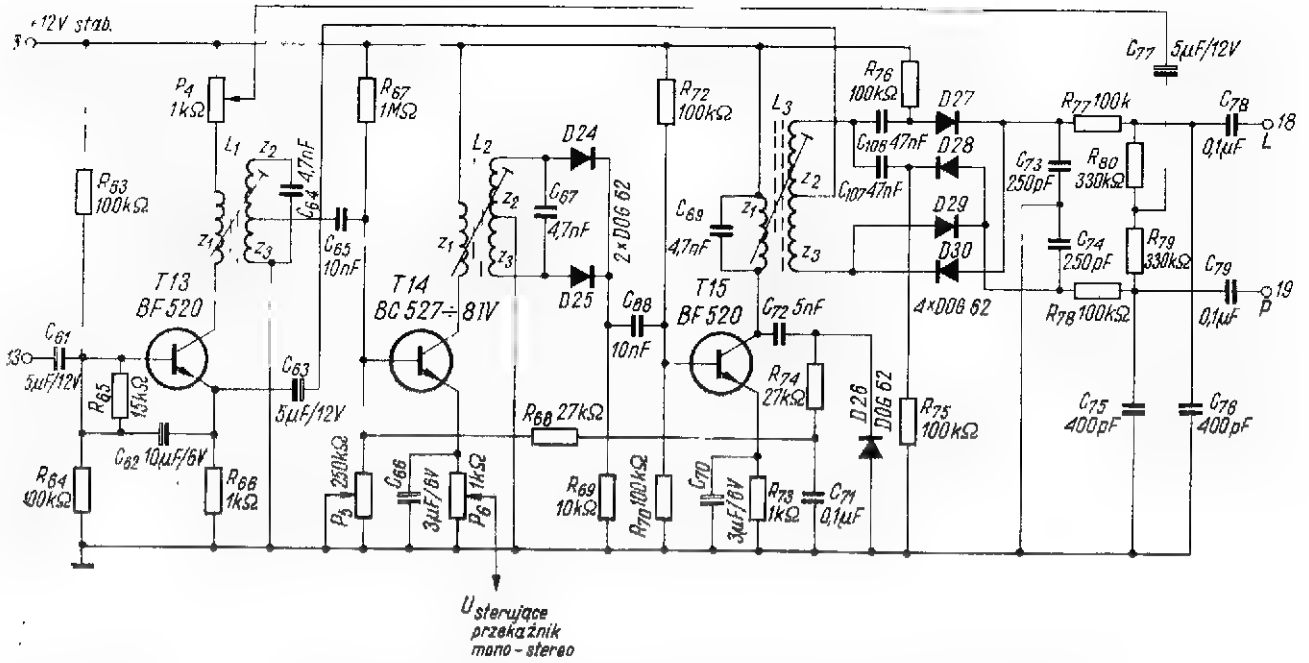 +12V stab.
3
P4
1kΩ
R67
1MΩ
R72
100kΩ
R76
100kΩ
C77
5μF/12V
L1
z2
4,7nF
C64
z1
z3
C65
10nF
R63
100kΩ
L2
z2
z1
z3
D24
C67
4,7nF
D25
2×DOG 62
L3
z1
z2
z3
C69
4,7nF
C106 47nF
C107 47nF
D27
D28
D29
D30
4×DOG 62
R77 100k
C73
250pF
C74
250pF
R80
330kΩ
R79
330kΩ
R78 100kΩ
C78
0,1μF
18
L
C79
0,1μF
19
P
T13
BF 520
T14
BC 527÷81V
T15
BF 520
C68
10nF
C72 5nF
13
C61
5μF/12V
R65
15kΩ
C62 10μF/6V
C63
5μF/12V
R64
100kΩ
R66
1kΩ
R68 27kΩ
P5
250kΩ
C66
3μF/6V
P6
1kΩ
R69
10kΩ
R70 100kΩ
C70
3μF/6V
R73
1kΩ
R74
27kΩ
C71
0,1μF
D26
DOG 62
R75
100kΩ
C75
400pF
C76
400pF
U sterujące
przekaźnik
mono-stereo